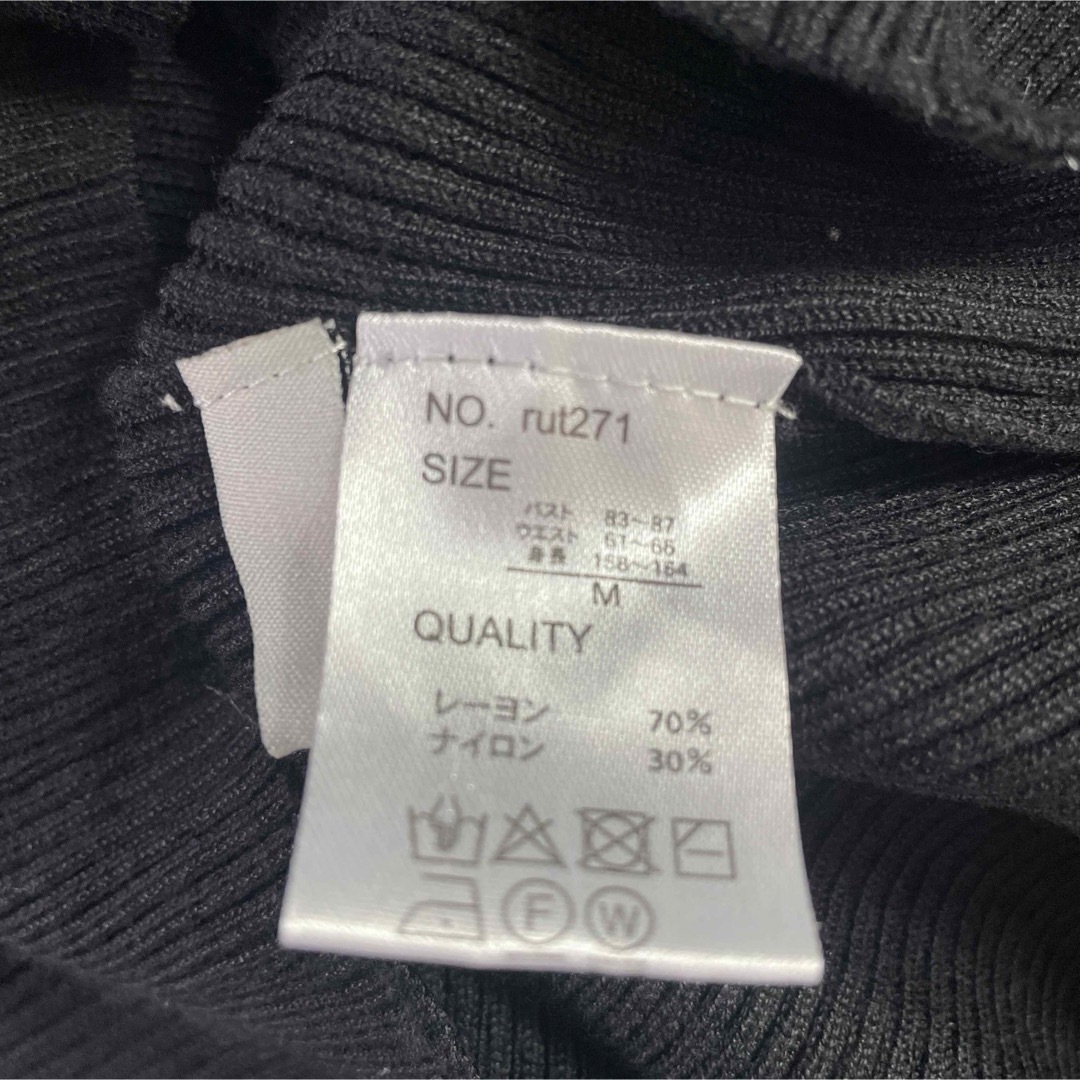 NO. rut271
SIZE
バスト 83~87
ウエスト 61~66
身長 158~164
M
QUALITY
レーヨン 70%
ナイロン 30%
F W